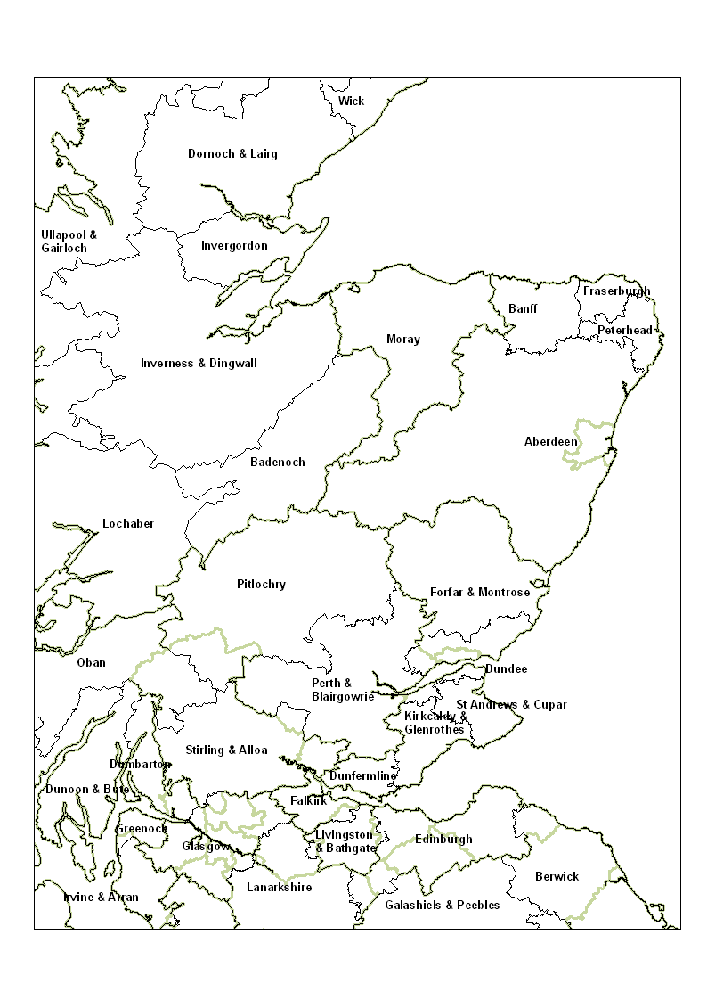 Wick
Dornoch & Lairg
Ullapool &
Gairloch
Invergordon
Fraserburgh
Banff
Peterhead
Moray
Inverness & Dingwall
Aberdeen
Badenoch
Lochaber
Pitlochry
Forfar & Montrose
Oban
Dundee
Perth &
Blairgowrie
St Andrews & Cupar
Kirkcaldy &
Glenrothes
Stirling & Alloa
Dumbarton
Dunfermline
Dunoon & Bute
Falkirk
Greenock
Glasgow
Livingston
& Bathgate
Edinburgh
Berwick
Lanarkshire
Irvine & Arran
Galashiels & Peebles